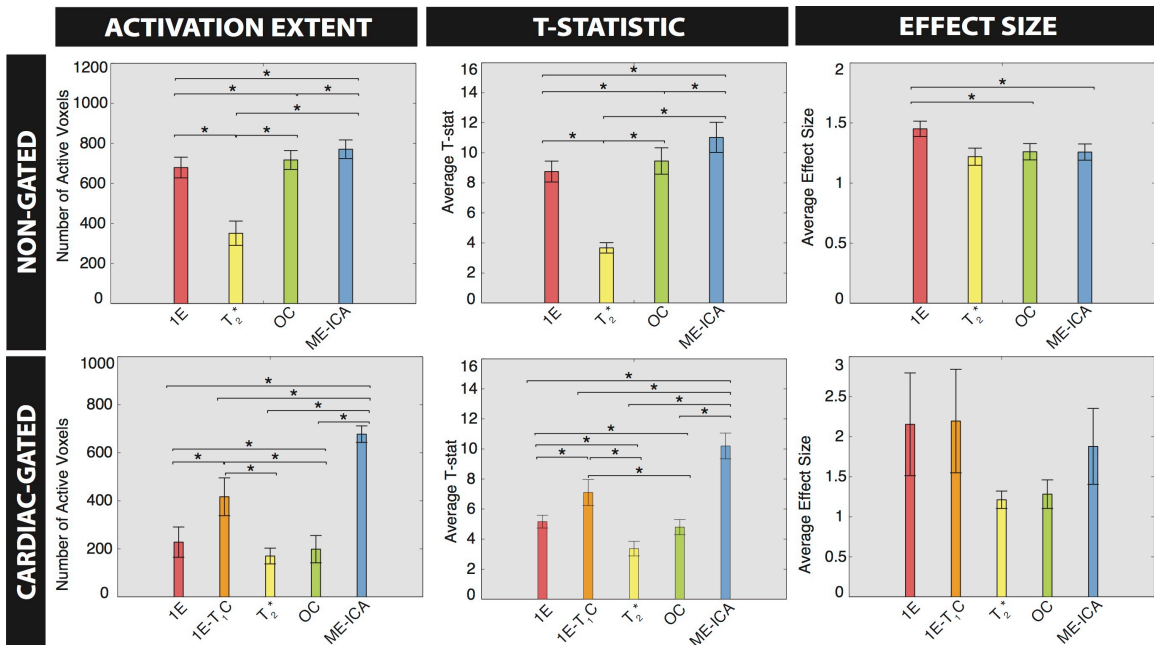 ACTIVATION EXTENT
T-STATISTIC
EFFECT SIZE
NON-GATED
Number of Active Voxels
1200
1000
800
600
400
200
0
* 
* *
*
* *
1E
T₂*
OC
ME-ICA
Average T-stat
16
14
12
10
8
6
4
2
0
*
* *
*
* *
1E
T₂*
OC
ME-ICA
Average Effect Size
2
1.5
1
1.5
0
*
*
1E
T₂*
OC
ME-ICA
CARDIAC-GATED
Number of Active Voxels
1000
800
600
400
200
0
*
*
*
*
*
* *
*
1E
1E-T₁C
T₂*
OC
ME-ICA
Average T-stat
16
14
12
10
8
6
4
2
0
*
*
*
*
*
*
* *
*
1E
1E-T₁C
T₂*
OC
ME-ICA
Average Effect Size
3
2.5
2
1.5
1
0.5
0
1E
1E-T₁C
T₂*
OC
ME-ICA